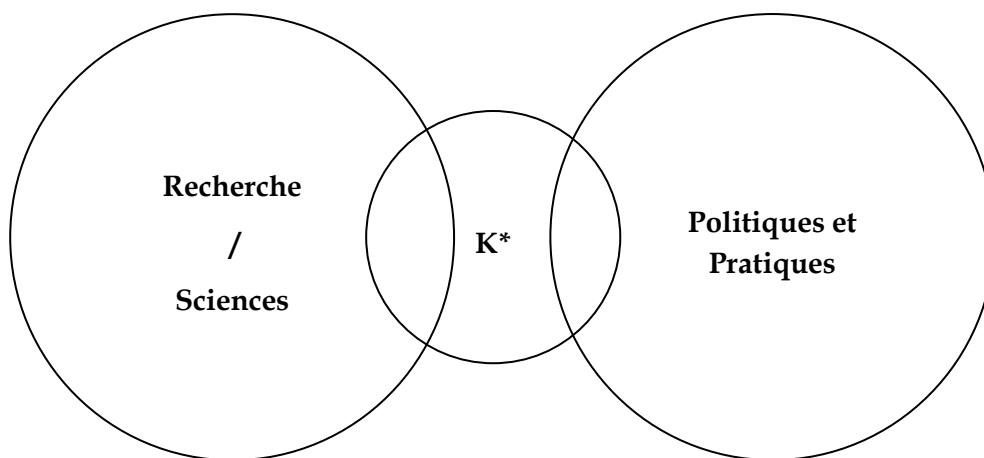 Recherche
/
Sciences
K*
Politiques et
Pratiques